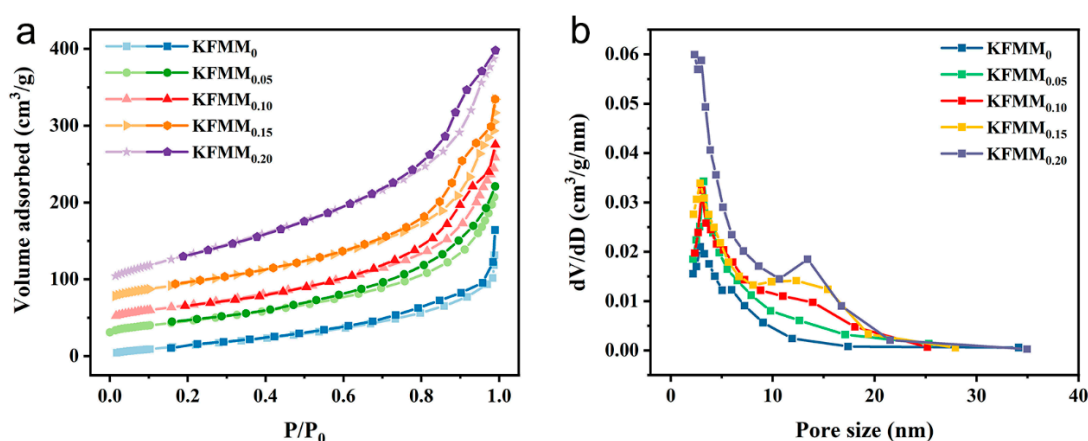 a
Volume adsorbed (cm³/g)
400
300
200
100
0
KFMM₀
KFMM₀.₀₅
KFMM₀.₁₀
KFMM₀.₁₅
KFMM₀.₂₀
0.0 0.2 0.4 0.6 0.8 1.0
P/P₀
b
dV/dD (cm³/g/nm)
0.06
0.05
0.04
0.03
0.02
0.01
0.00
KFMM₀
KFMM₀.₀₅
KFMM₀.₁₀
KFMM₀.₁₅
KFMM₀.₂₀
0 10 20 30 40
Pore size (nm)